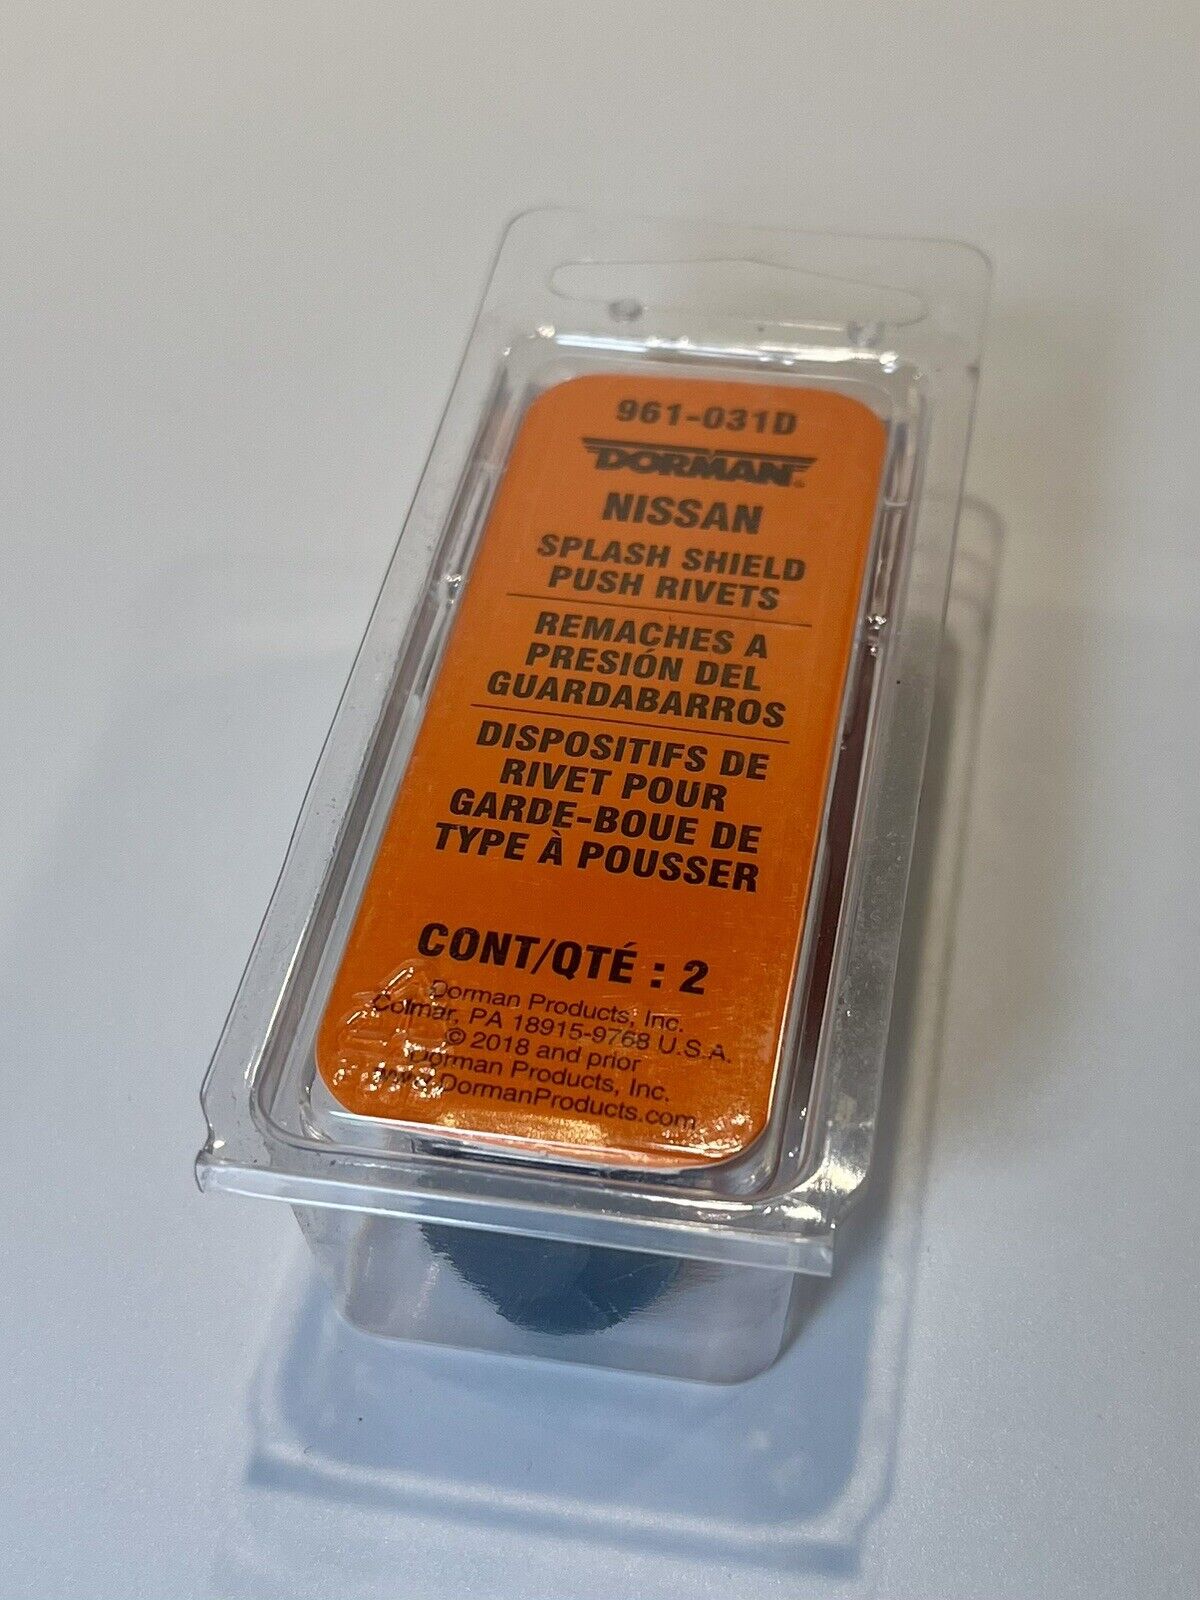 961-031D
DORMAN®
NISSAN
SPLASH SHIELD
PUSH RIVETS
REMACHES A
PRESIÓN DEL
GUARDABARROS
DISPOSITIFS DE
RIVET POUR
GARDE-BOUE DE
TYPE À POUSSER
CONT/QTÉ : 2
Dorman Products, Inc.
Colmar, PA 18915-9768 U.S.A.
© 2018 and prior
Dorman Products, Inc.
www.DormanProducts.com